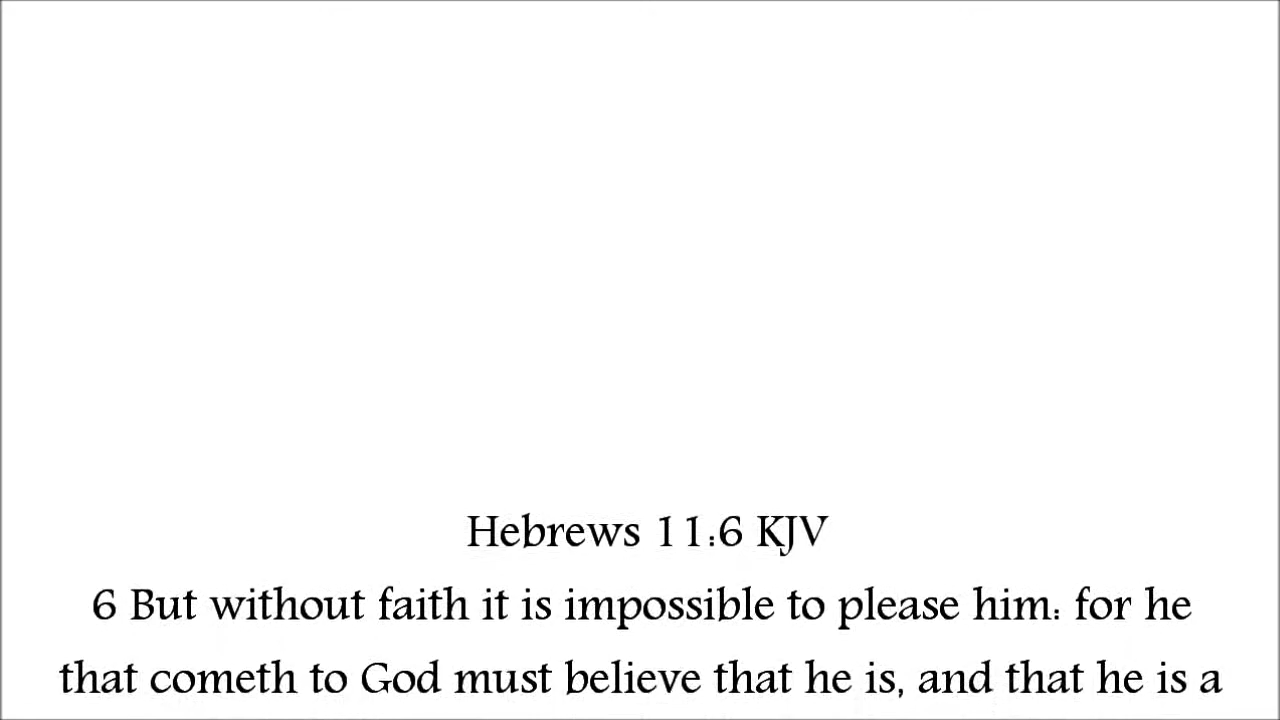 Hebrews 11:6 KJV
6 But without faith it is impossible to please him: for he
that cometh to God must believe that he is, and that he is a